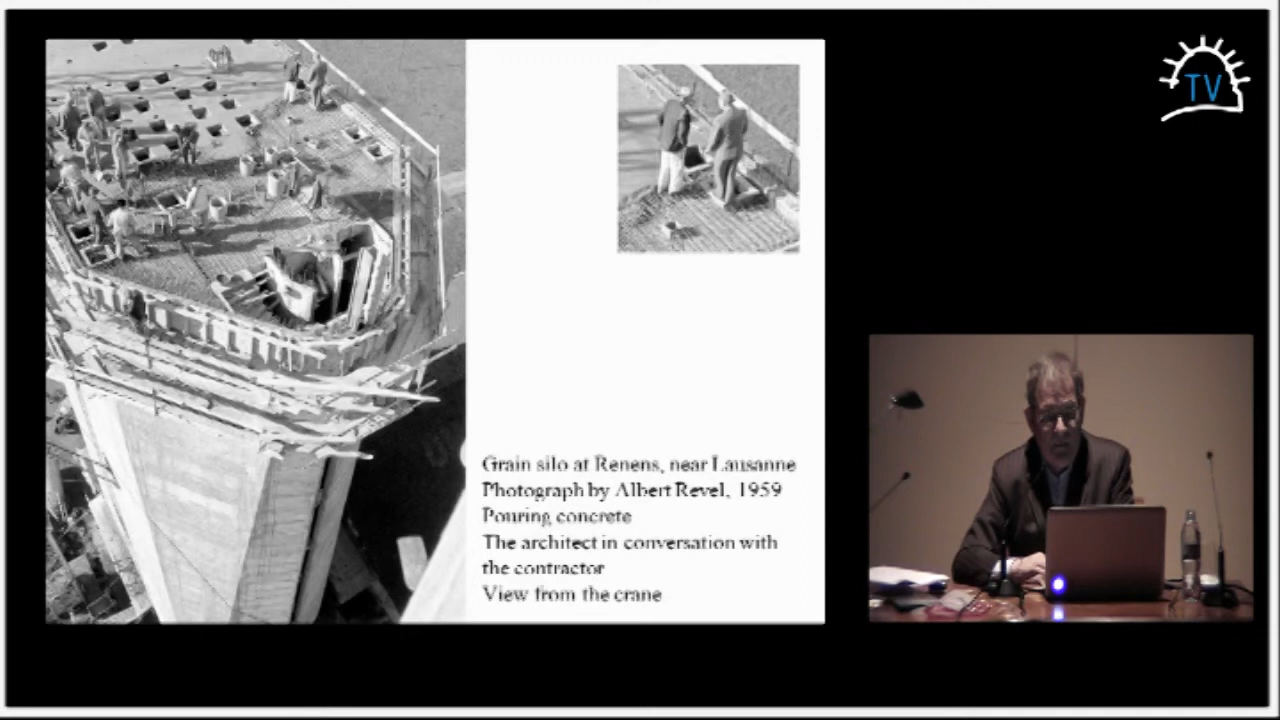 TV
Grain silo at Renens, near Lausanne
Photograph by Albert Revel, 1959
Pouring concrete
The architect in conversation with
the contractor
View from the crane